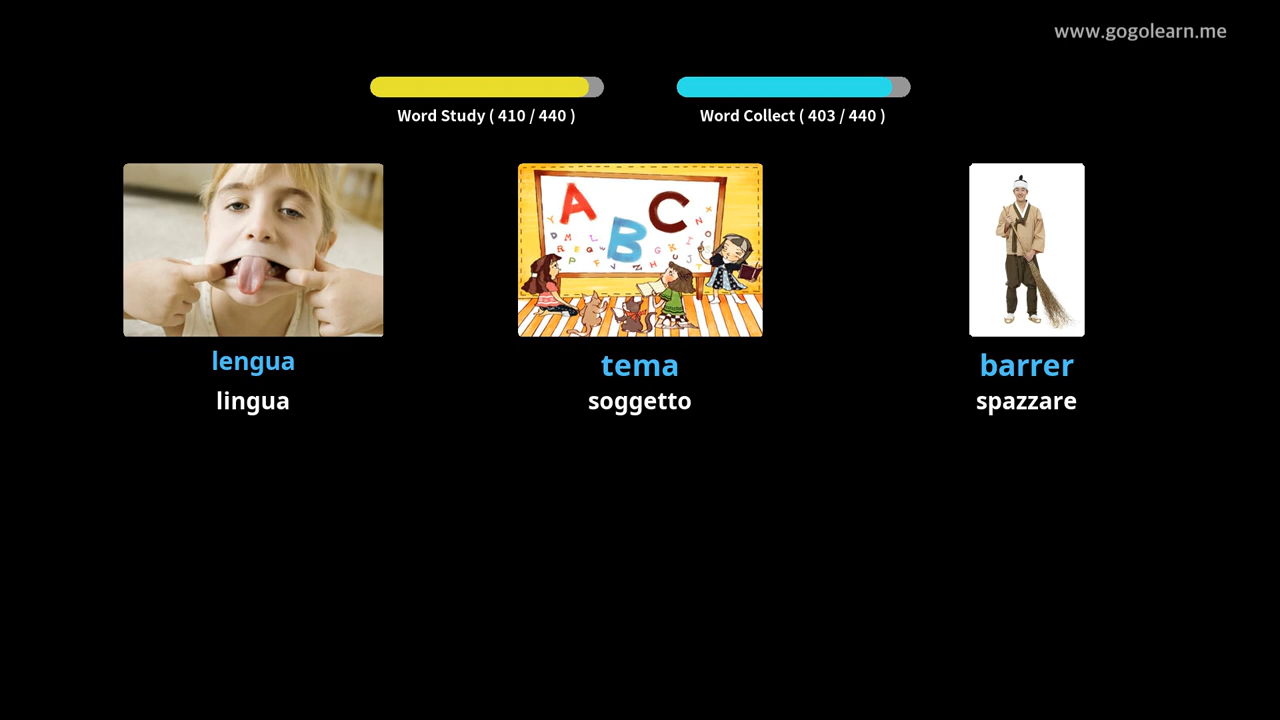 www.gogolearn.me
Word Study ( 410 / 440 )
Word Collect ( 403 / 440 )
A
B
C
lengua
lingua
tema
soggetto
barrer
spazzare